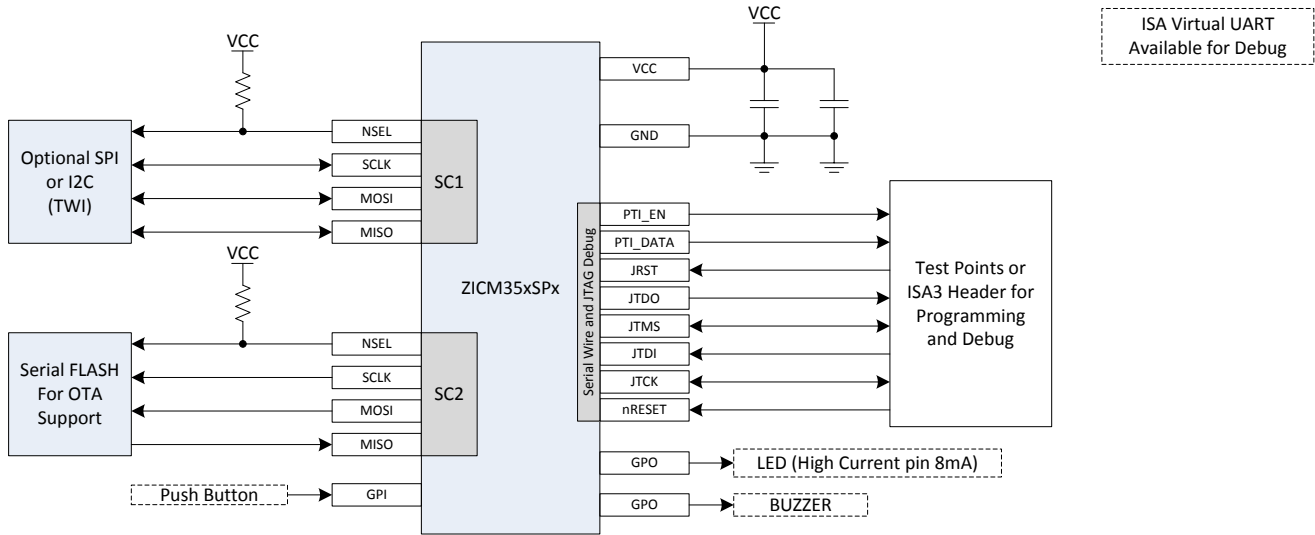 VCC
ISA Virtual UART
Available for Debug
VCC
VCC
NSEL
GND
Optional SPI
or I2C
(TWI)
SCLK
MOSI
MISO
SC1
VCC
ZICM35xSPx
Serial Wire and JTAG Debug
PTI_EN
PTI_DATA
JRST
JTDO
JTMS
JTDI
JTCK
nRESET
Test Points or
ISA3 Header for
Programming
and Debug
Serial FLASH
For OTA
Support
NSEL
SCLK
MOSI
MISO
SC2
GPO
LED (High Current pin 8mA)
Push Button
GPI
GPO
BUZZER